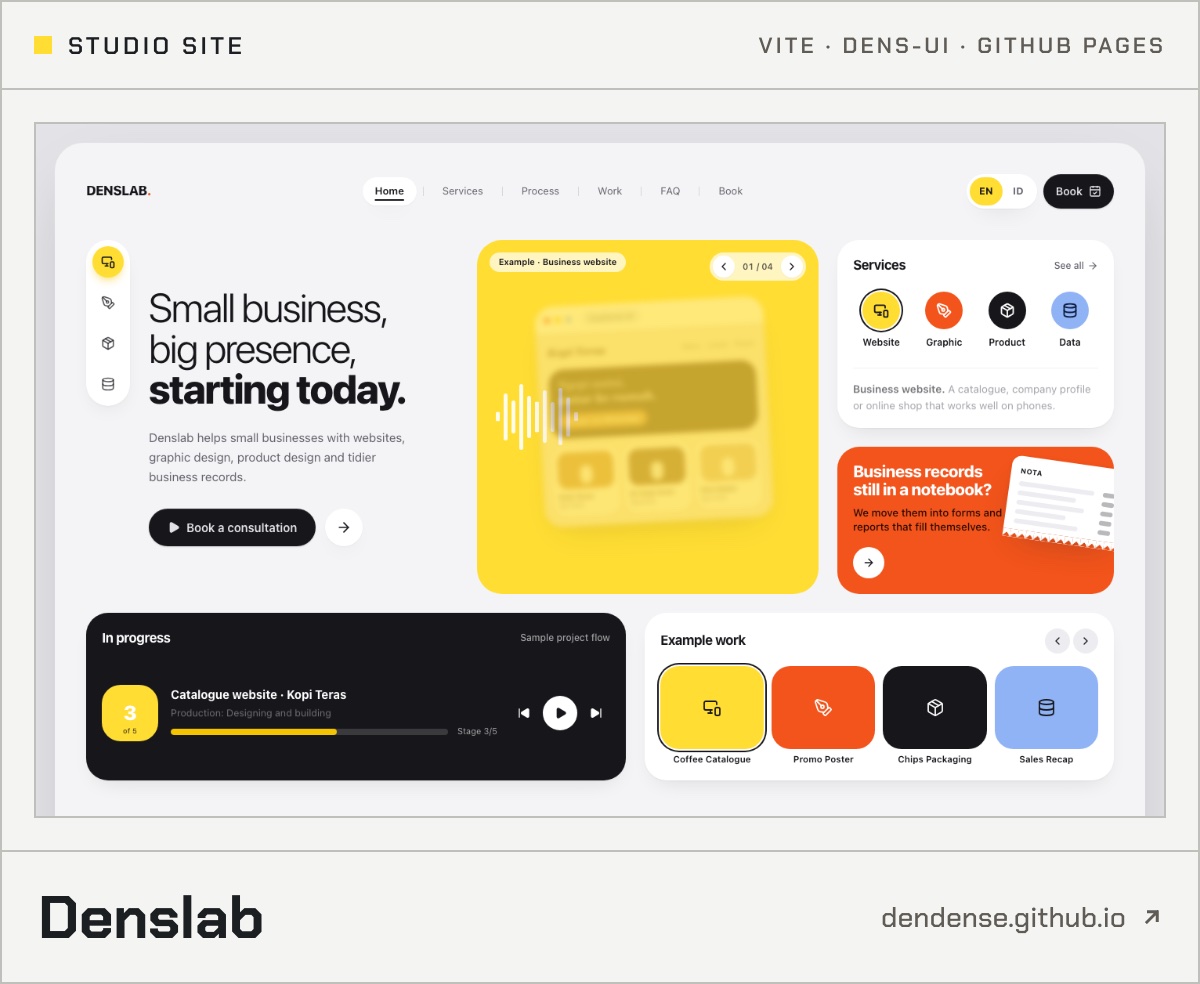 STUDIO SITE
VITE · DENS-UI · GITHUB PAGES
DENSLAB.
Home
Services
Process
Work
FAQ
Book
EN
ID
Book
Small business,
big presence,
starting today.
Denslab helps small businesses with websites,
graphic design, product design and tidier
business records.
Book a consultation
Example · Business website
01 / 04
Services
See all
Website
Graphic
Product
Data
Business website. A catalogue, company profile
or online shop that works well on phones.
Business records
still in a notebook?
We move them into forms and
reports that fill themselves.
NOTA
In progress
Sample project flow
3
of 5
Catalogue website · Kopi Teras
Production: Designing and building
Stage 3/5
Example work
Coffee Catalogue
Promo Poster
Chips Packaging
Sales Recap
Denslab
dendense.github.io